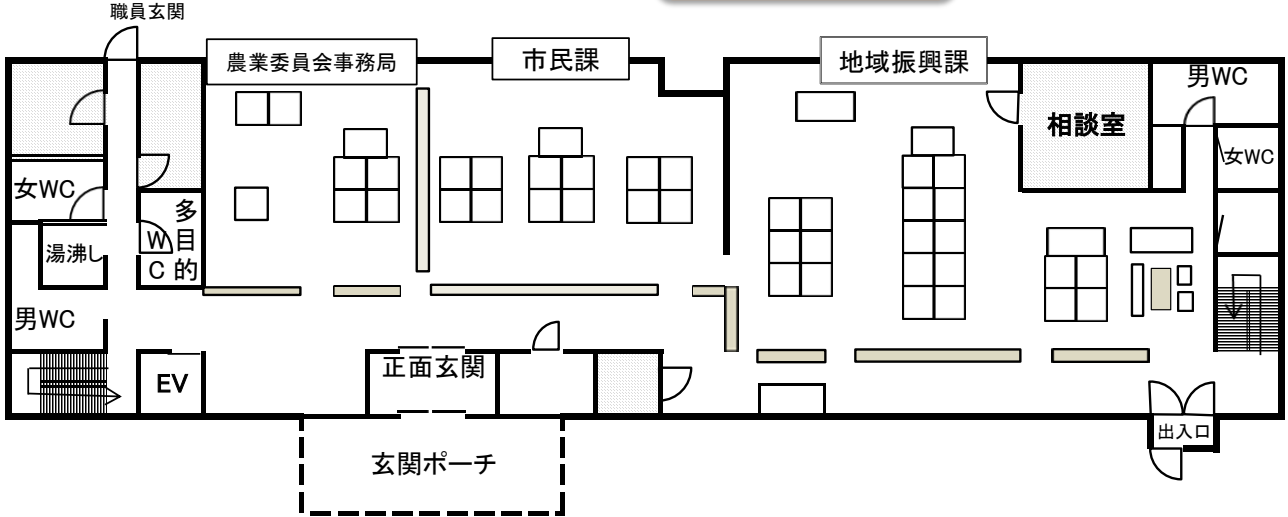 職員玄関
農業委員会事務局
市民課
地域振興課
男WC
相談室
女WC
女WC
多目的
WC
湯沸し
男WC
EV
正面玄関
出入口
玄関ポーチ